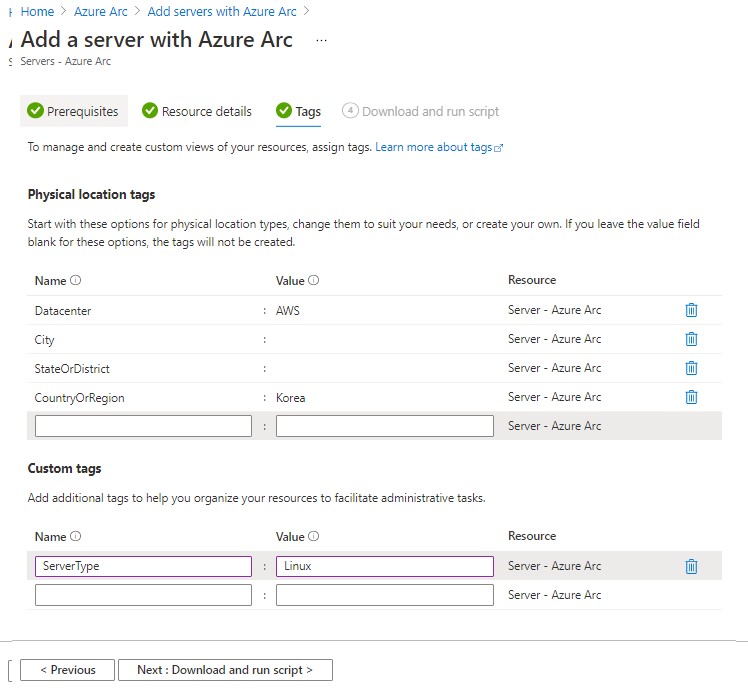 Home > Azure Arc > Add servers with Azure Arc >
Add a server with Azure Arc ...
Servers - Azure Arc
Prerequisites Resource details Tags 4 Download and run script
To manage and create custom views of your resources, assign tags. Learn more about tags
Physical location tags
Start with these options for physical location types, change them to suit your needs, or create your own. If you leave the value field
blank for these options, the tags will not be created.
Name Value Resource
Datacenter : AWS Server - Azure Arc
City : Server - Azure Arc
StateOrDistrict : Server - Azure Arc
CountryOrRegion : Korea Server - Azure Arc
: Server - Azure Arc
Custom tags
Add additional tags to help you organize your resources to facilitate administrative tasks.
Name Value Resource
ServerType : Linux Server - Azure Arc
: Server - Azure Arc
< Previous Next : Download and run script >